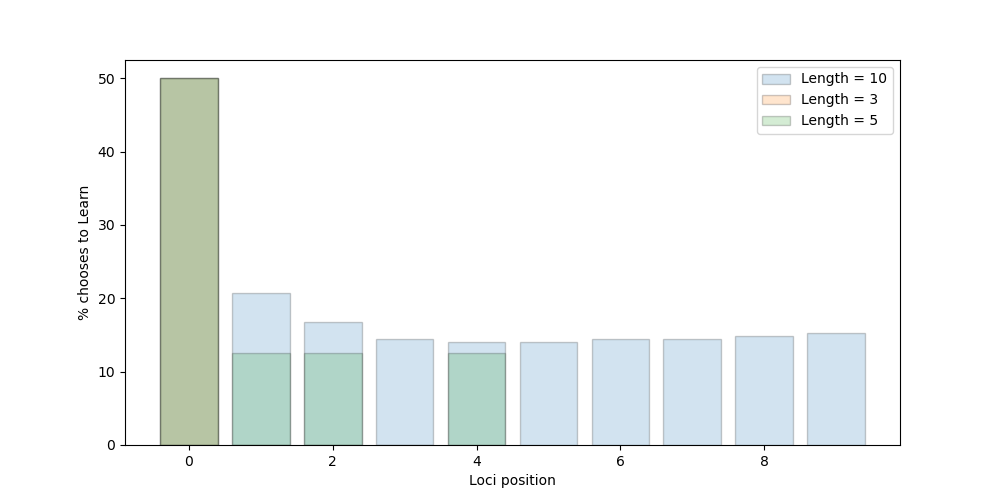 50
40
30
20
10
0
% chooses to Learn
0 2 4 6 8
Loci position
Length = 10
Length = 3
Length = 5